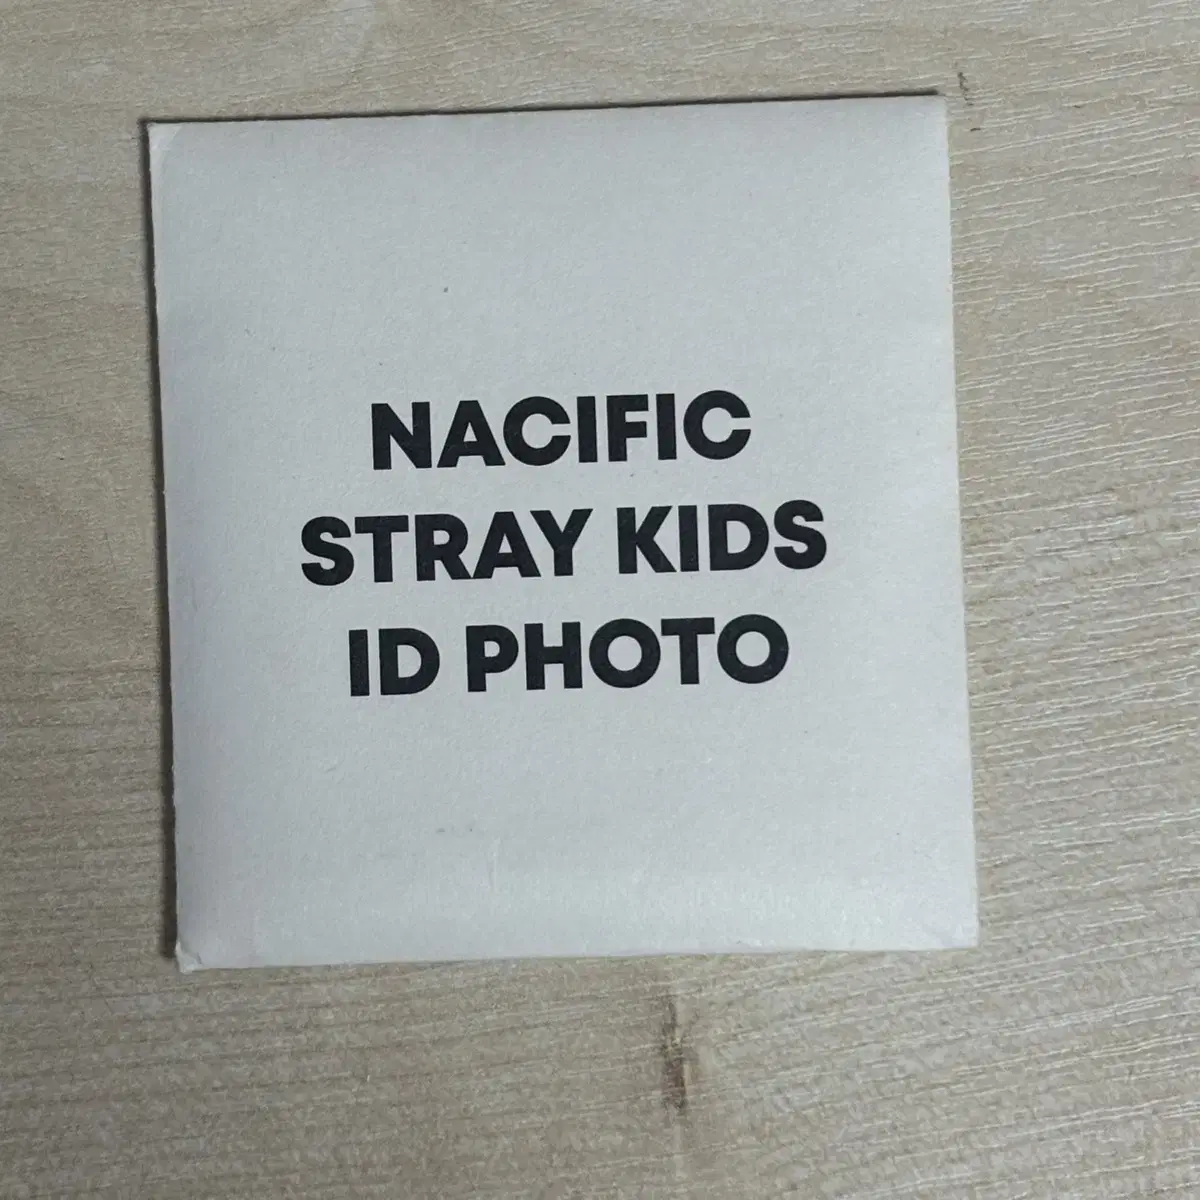 NACIFIC
STRAY KIDS
ID PHOTO